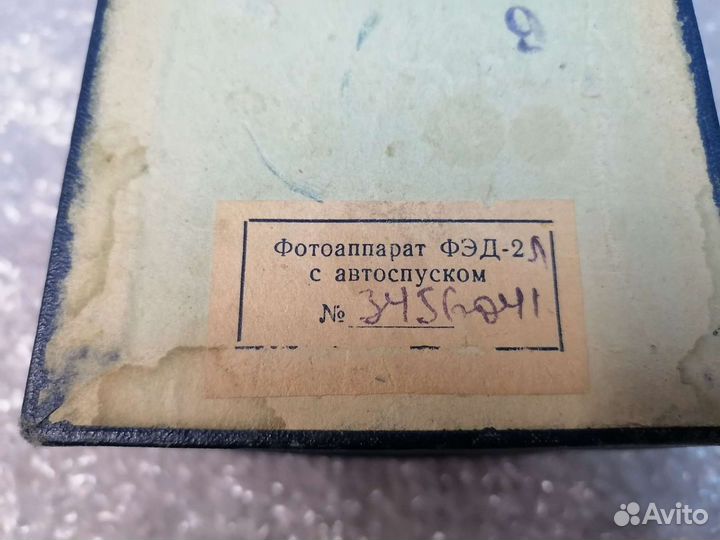 Фотоаппарат ФЭД-2Л
с автоспуском
№ 3456041
Avito